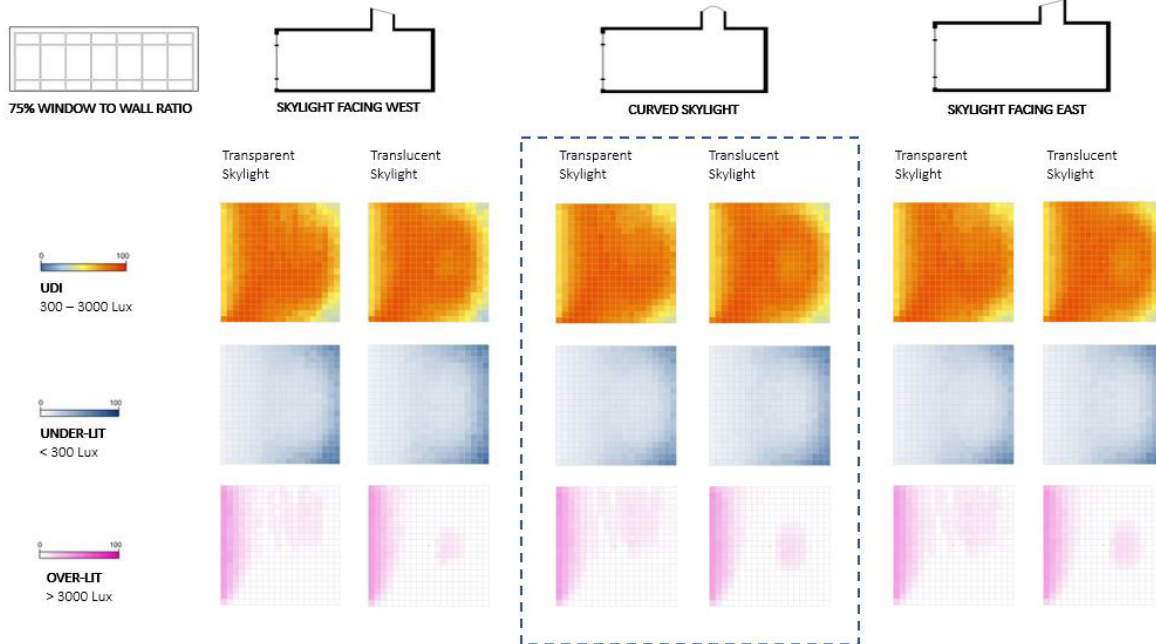 75% WINDOW TO WALL RATIO
SKYLIGHT FACING WEST
CURVED SKYLIGHT
SKYLIGHT FACING EAST
Transparent
Skylight
Translucent
Skylight
Transparent
Skylight
Translucent
Skylight
Transparent
Skylight
Translucent
Skylight
0 100
UDI
300 – 3000 Lux
0 100
UNDER-LIT
< 300 Lux
0 100
OVER-LIT
> 3000 Lux